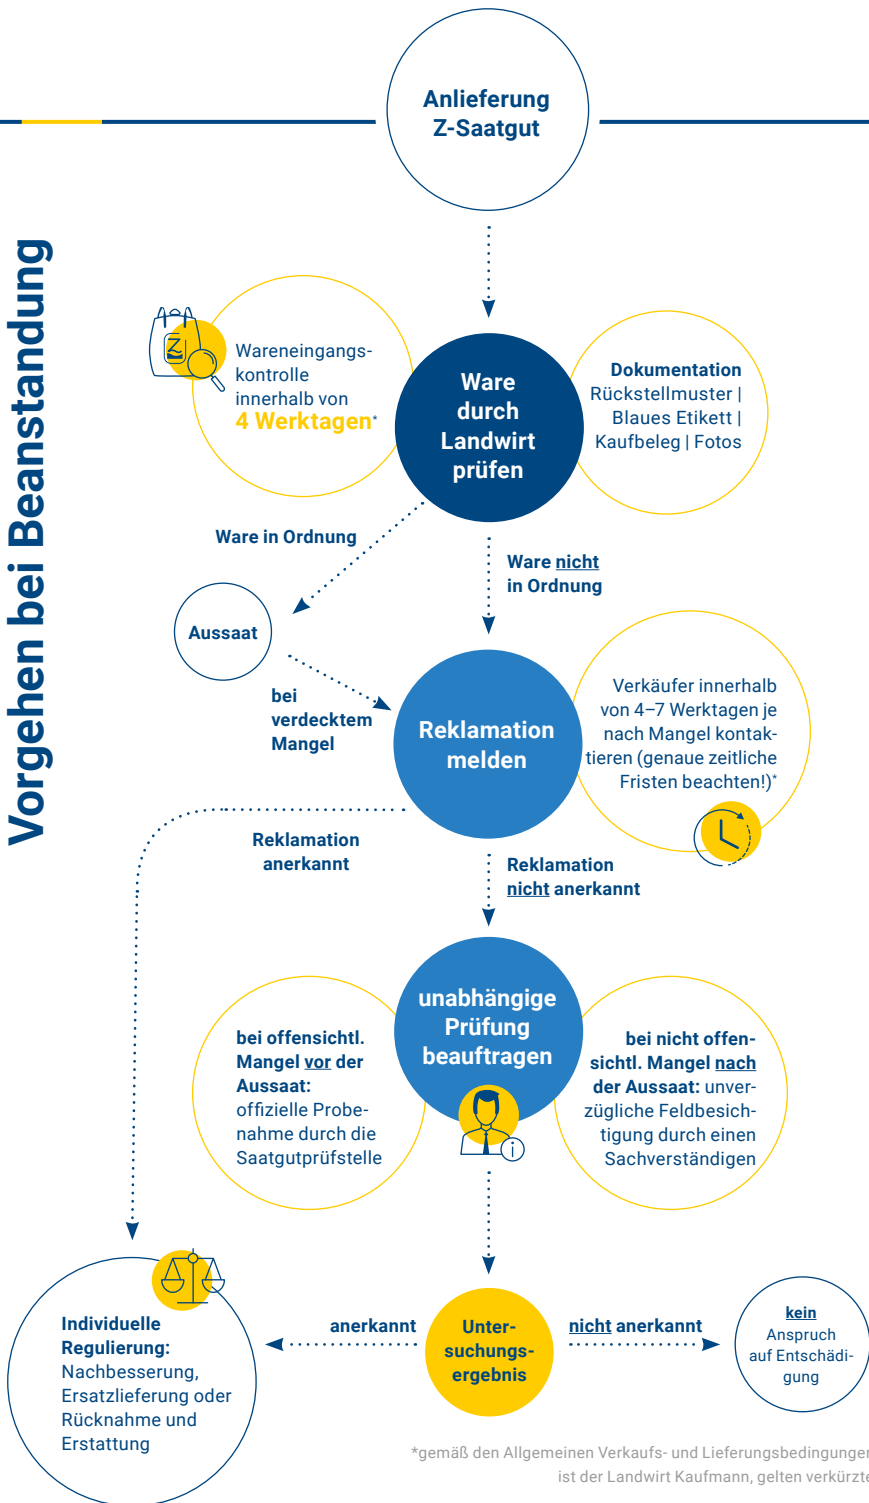 Vorgehen bei Beanstandung
Anlieferung
Z-Saatgut
Z
Wareneingangs-
kontrolle
innerhalb von
4 Werktagen*
Ware
durch
Landwirt
prüfen
Dokumentation
Rückstellmuster |
Blaues Etikett |
Kaufbeleg | Fotos
Ware in Ordnung
Ware nicht
in Ordnung
Aussaat
bei
verdecktem
Mangel
Reklamation
melden
Verkäufer innerhalb
von 4–7 Werktagen je
nach Mangel kontak-
tieren (genaue zeitliche
Fristen beachten!)*
Reklamation
anerkannt
Reklamation
nicht anerkannt
unabhängige
Prüfung
beauftragen
i
bei offensichtl.
Mangel vor der
Aussaat:
offizielle Probe-
nahme durch die
Saatgutprüfstelle
bei nicht offen-
sichtl. Mangel nach
der Aussaat: unver-
zügliche Feldbesich-
tigung durch einen
Sachverständigen
Individuelle
Regulierung:
Nachbesserung,
Ersatzlieferung oder
Rücknahme und
Erstattung
anerkannt
Unter-
suchungs-
ergebnis
nicht anerkannt
kein
Anspruch
auf Entschädi-
gung
*gemäß den Allgemeinen Verkaufs- und Lieferungsbedingungen
ist der Landwirt Kaufmann, gelten verkürzte